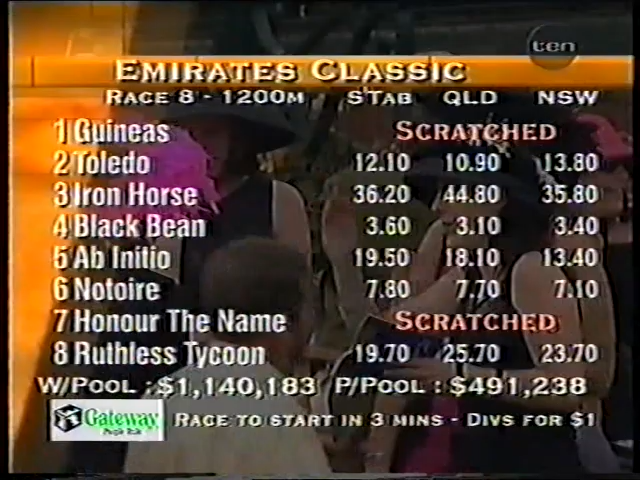 ten
EMIRATES CLASSIC
RACE 8 - 1200M STAB QLD NSW
1 Guineas SCRATCHED
2 Toledo 12.10 10.90 13.80
3 Iron Horse 36.20 44.80 35.80
4 Black Bean 3.60 3.10 3.40
5 Ab Initio 19.50 18.10 13.40
6 Notoire 7.80 7.70 7.10
7 Honour The Name SCRATCHED
8 Ruthless Tycoon 19.70 25.70 23.70
W/POOL : $1,140,183 P/POOL : $491,238
Gateway RACE TO START IN 3 MINS - DIVS FOR $1